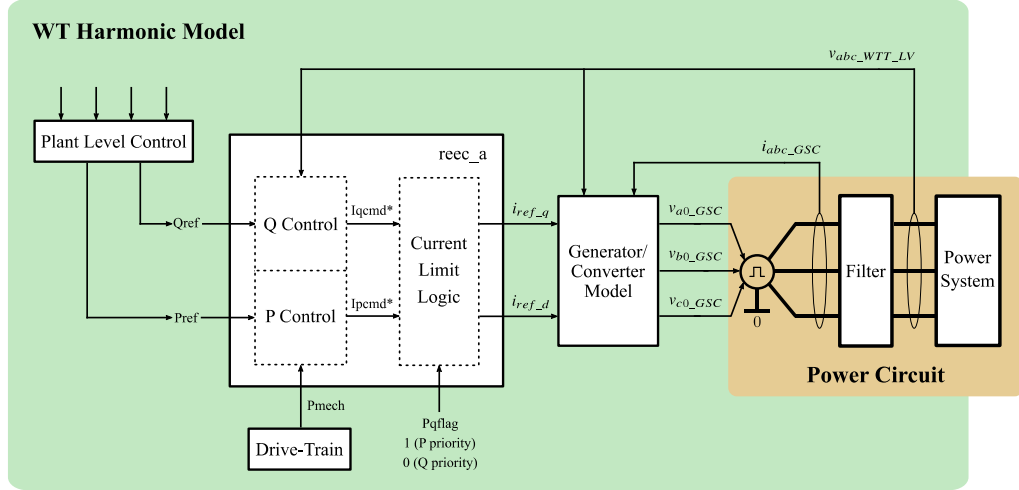 WT Harmonic Model
v_abc_WTT_LV
Plant Level Control
reec_a
i_abc_GSC
Qref
Q Control
Iqcmd*
Current
Limit
Logic
i_ref_q
Generator/
Converter
Model
v_a0_GSC
v_b0_GSC
v_c0_GSC
Filter
Power
System
Pref
P Control
Ipcmd*
i_ref_d
0
Power Circuit
Pmech
Drive-Train
Pqflag
1 (P priority)
0 (Q priority)